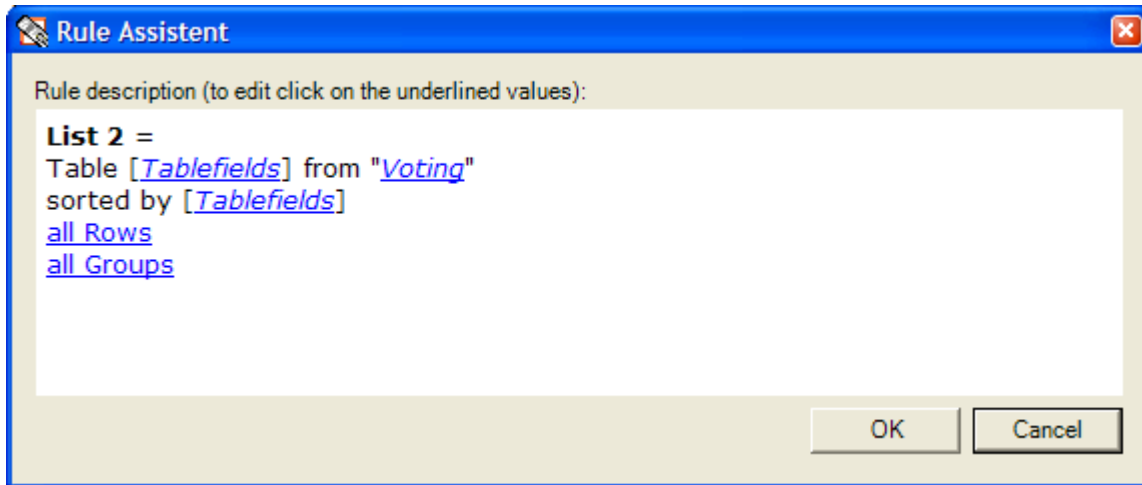 Rule Assistent
Rule description (to edit click on the underlined values):
List 2 =
Table [Tablefields] from "Voting"
sorted by [Tablefields]
all Rows
all Groups
OK Cancel